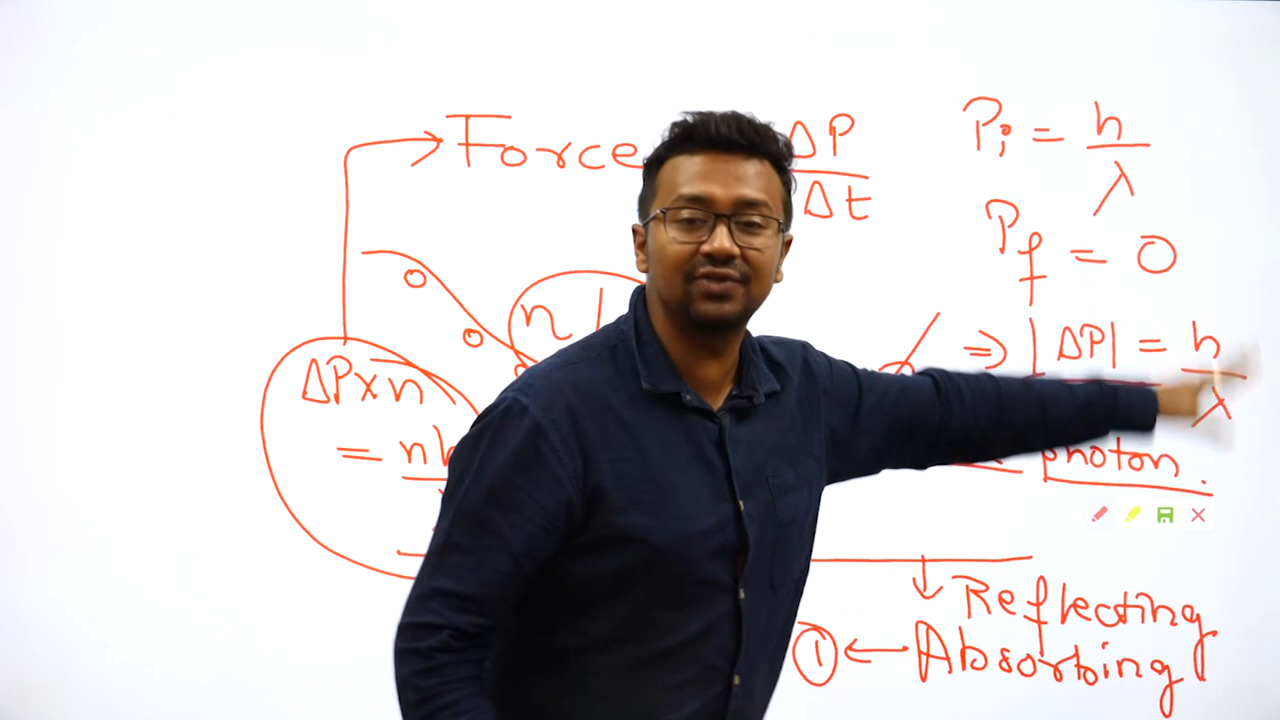 Force ΔP/Δt
Pi = h/λ
Pf = 0
n
⇒ |ΔP| = h/λ
ΔP×n
= nh
photon.
Reflecting
① ← Absorbing